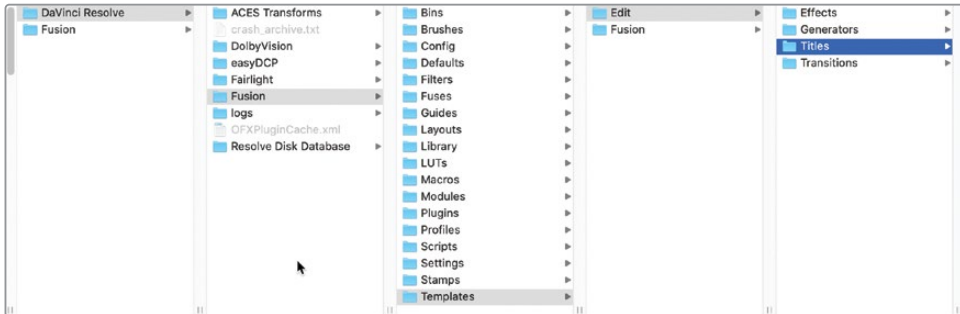 DaVinci Resolve
Fusion
ACES Transforms
crash_archive.txt
DolbyVision
easyDCP
Fairlight
Fusion
logs
OFXPluginCache.xml
Resolve Disk Database
Bins
Brushes
Config
Defaults
Filters
Fuses
Guides
Layouts
Library
LUTs
Macros
Modules
Plugins
Profiles
Scripts
Settings
Stamps
Templates
Edit
Fusion
Effects
Generators
Titles
Transitions